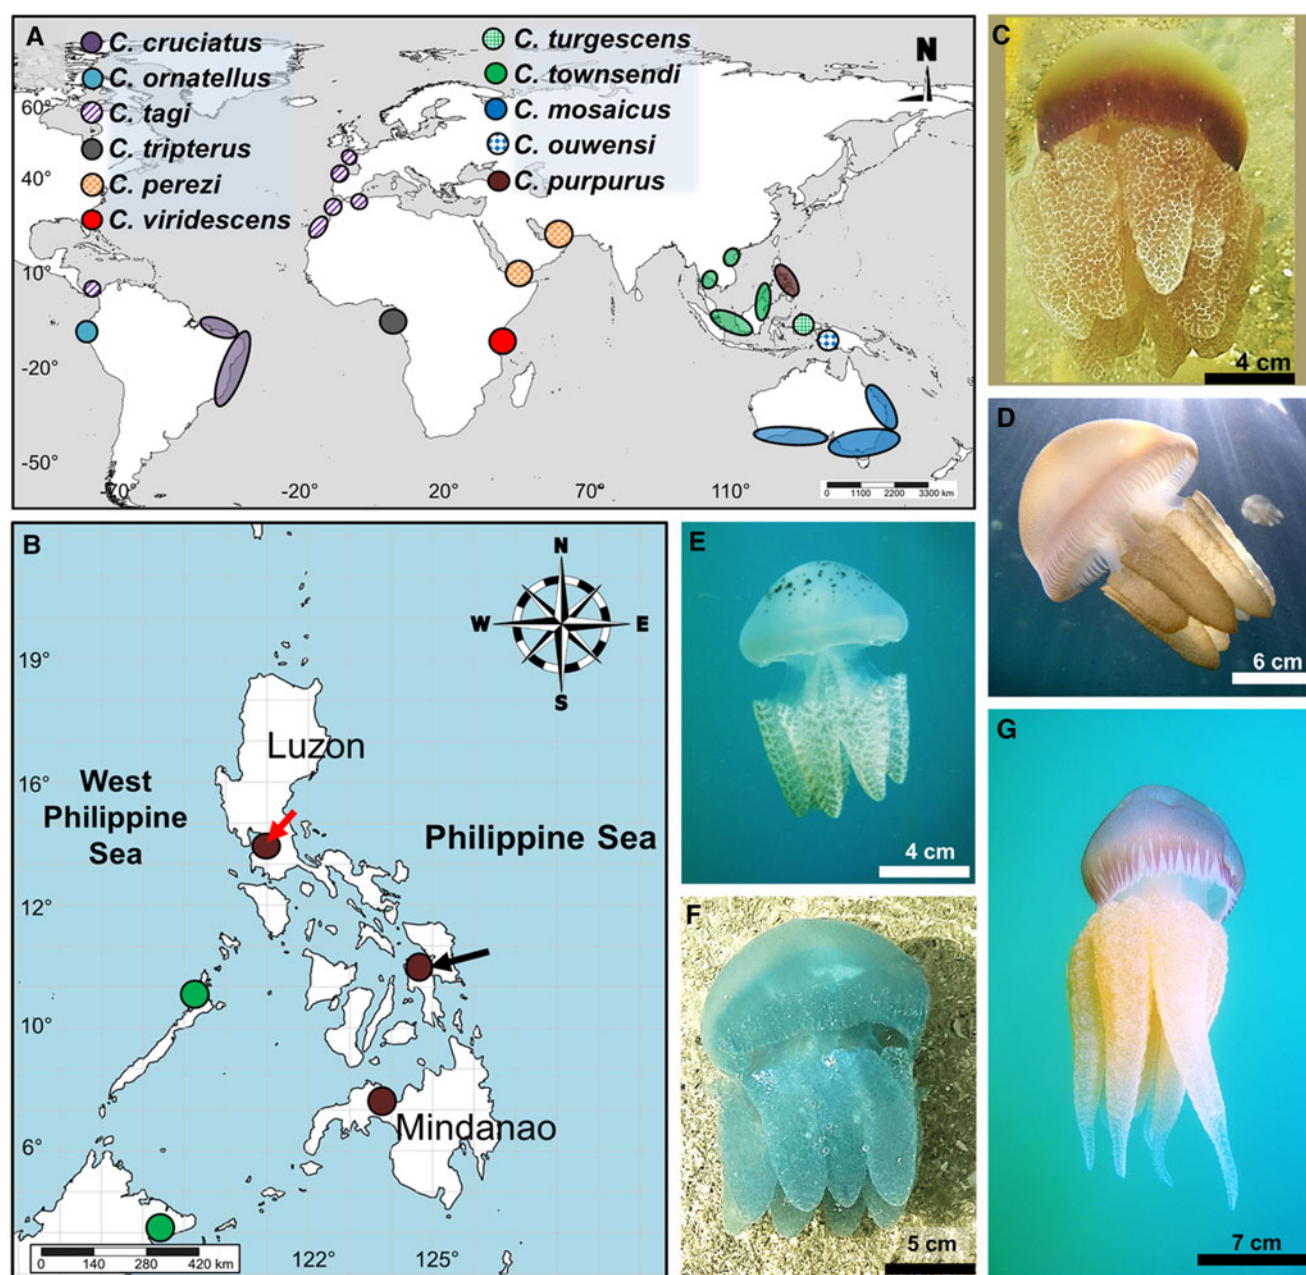 A
C. cruciatus
C. ornatellus
C. tagi
C. tripterus
C. perezi
C. viridescens
C. turgescens
C. townsendi
C. mosaicus
C. ouwensi
C. purpurus
N
60°
40°
10°
-20°
-50°
-70°
-20°
20°
70°
110°
0 1100 2200 3300 km
B
N
W E
S
19°
16°
12°
10°
6°
Luzon
West
Philippine
Sea
Philippine Sea
Mindanao
0 140 280 420 km
122° 125°
C
4 cm
D
6 cm
E
4 cm
F
5 cm
G
7 cm